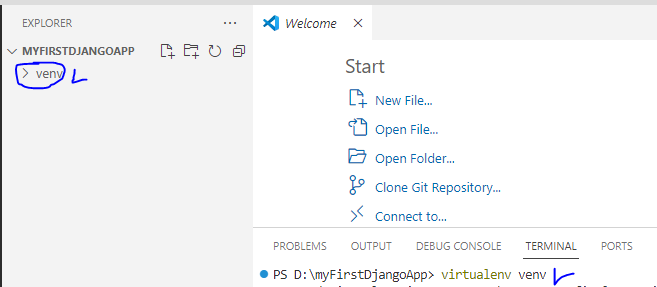 EXPLORER
MYFIRSTDJANGOAPP
venv
Welcome
Start
New File...
Open File...
Open Folder...
Clone Git Repository...
Connect to...
PROBLEMS OUTPUT DEBUG CONSOLE TERMINAL PORTS
PS D:\myFirstDjangoApp> virtualenv venv